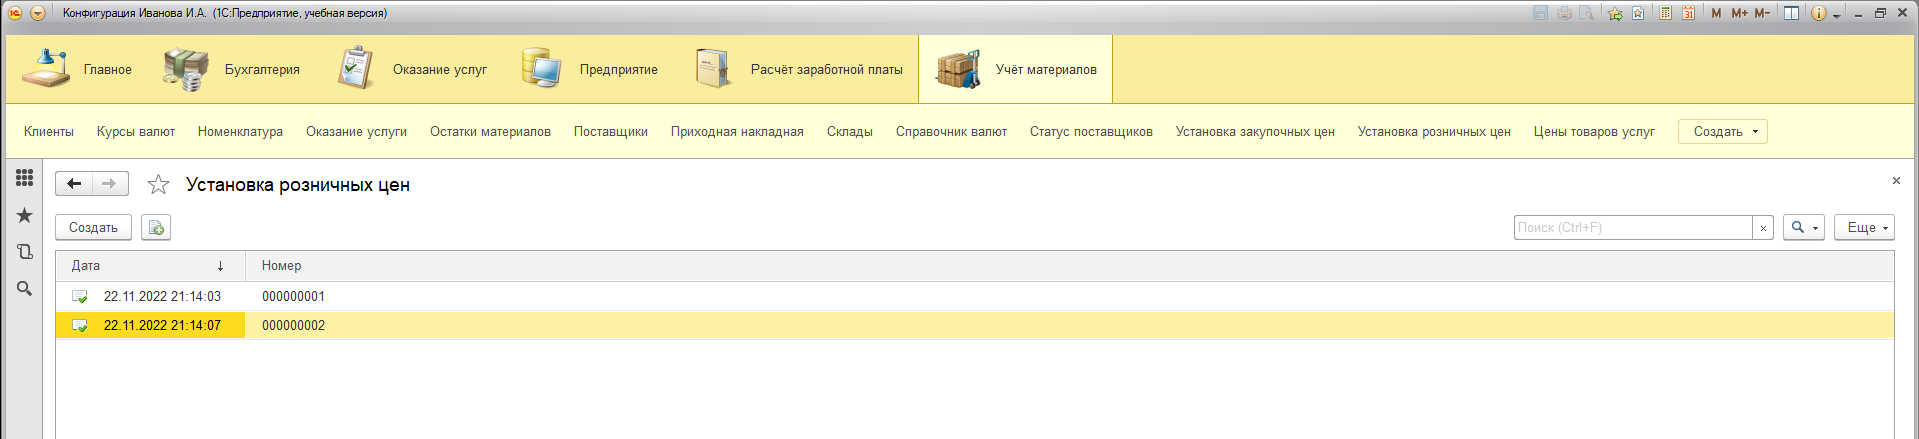 Конфигурация Иванова И.А. (1С:Предприятие, учебная версия) 31 M M+ M-
Главное Бухгалтерия Оказание услуг Предприятие Расчёт заработной платы Учёт материалов
Клиенты Курсы валют Номенклатура Оказание услуги Остатки материалов Поставщики Приходная накладная Склады Справочник валют Статус поставщиков Установка закупочных цен Установка розничных цен Цены товаров услуг Создать
Установка розничных цен
Создать Поиск (Ctrl+F) Еще
Дата Номер
22.11.2022 21:14:03 000000001
22.11.2022 21:14:07 000000002